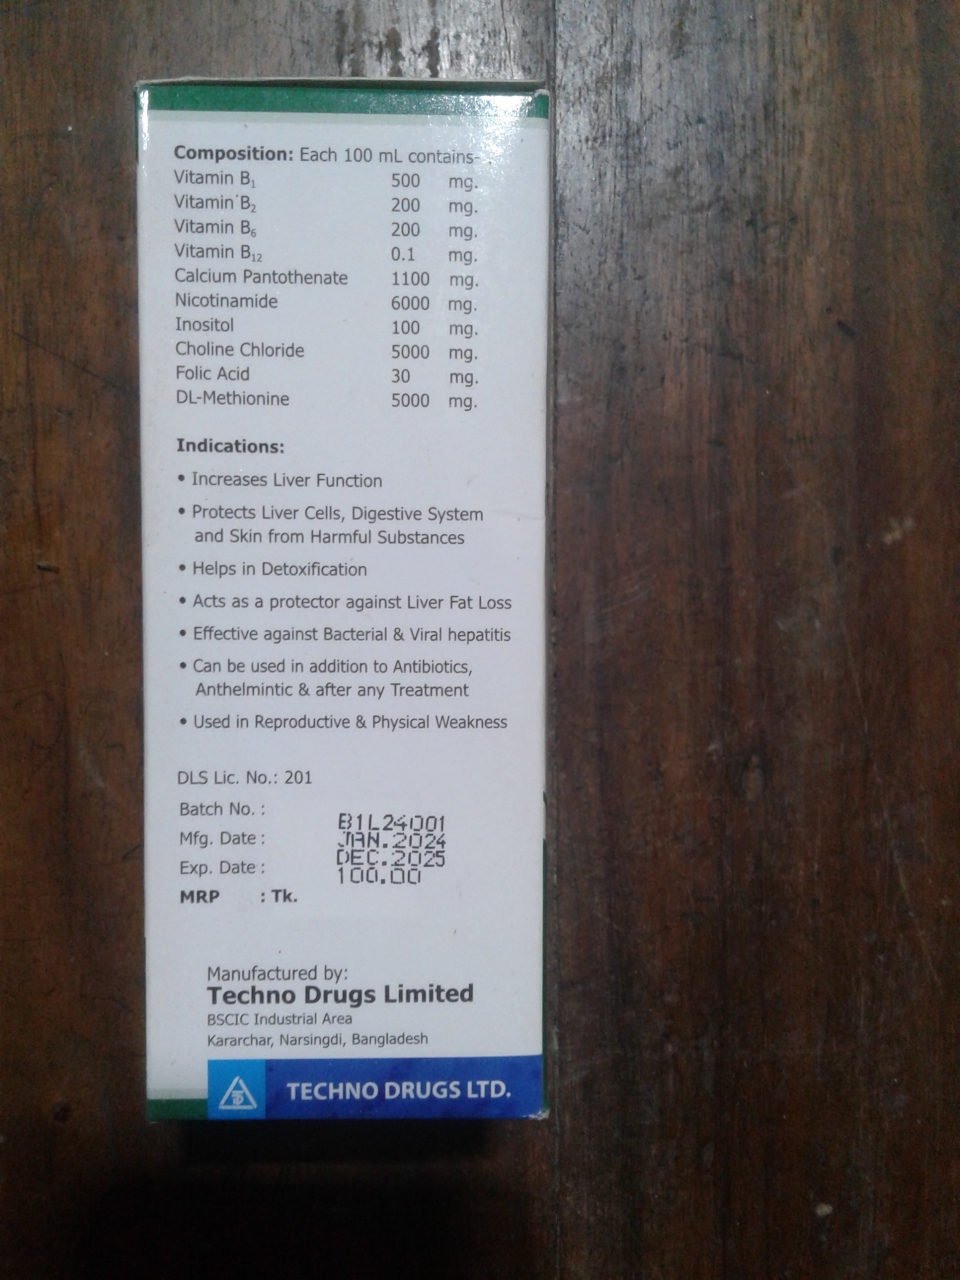 Composition: Each 100 mL contains-
Vitamin B₁ 500 mg.
Vitamin B₂ 200 mg.
Vitamin B₆ 200 mg.
Vitamin B₁₂ 0.1 mg.
Calcium Pantothenate 1100 mg.
Nicotinamide 6000 mg.
Inositol 100 mg.
Choline Chloride 5000 mg.
Folic Acid 30 mg.
DL-Methionine 5000 mg.
Indications:
• Increases Liver Function
• Protects Liver Cells, Digestive System
and Skin from Harmful Substances
• Helps in Detoxification
• Acts as a protector against Liver Fat Loss
• Effective against Bacterial & Viral hepatitis
• Can be used in addition to Antibiotics,
Anthelmintic & after any Treatment
• Used in Reproductive & Physical Weakness
DLS Lic. No.: 201
Batch No. : B1L24001
Mfg. Date : JAN.2024
Exp. Date : DEC.2025
MRP : Tk. 100.00
Manufactured by:
Techno Drugs Limited
BSCIC Industrial Area
Kararchar, Narsingdi, Bangladesh
TECHNO DRUGS LTD.